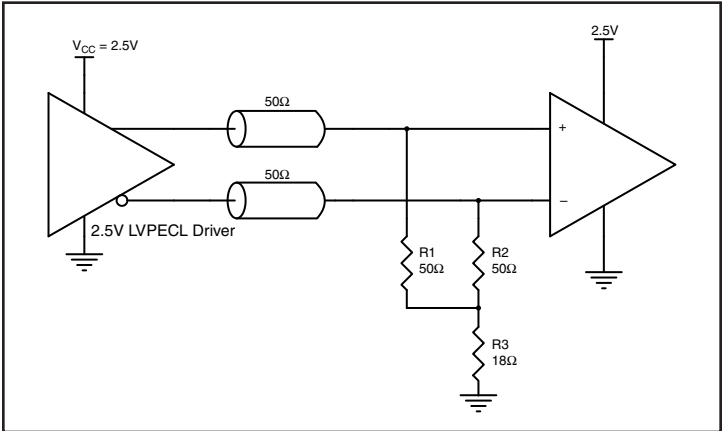 V_CC = 2.5V
2.5V
50Ω
+
50Ω
−
2.5V LVPECL Driver
R1
50Ω
R2
50Ω
R3
18Ω